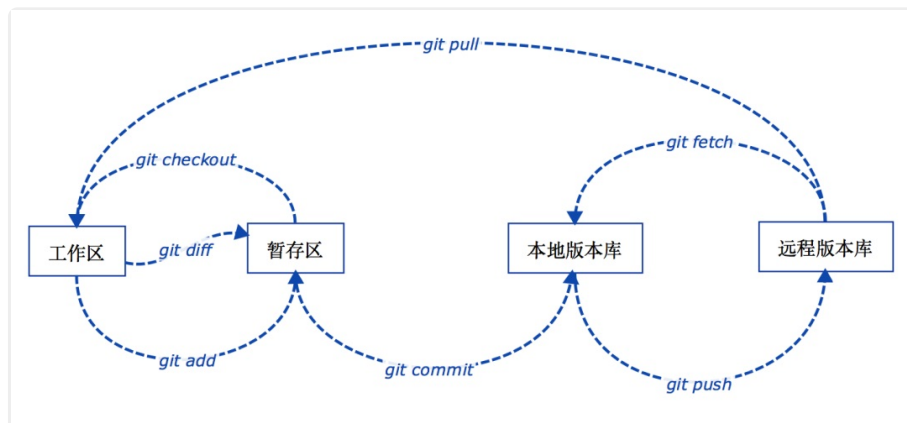 git pull
git checkout
git fetch
工作区
git diff
暂存区
本地版本库
远程版本库
git add
git commit
git push